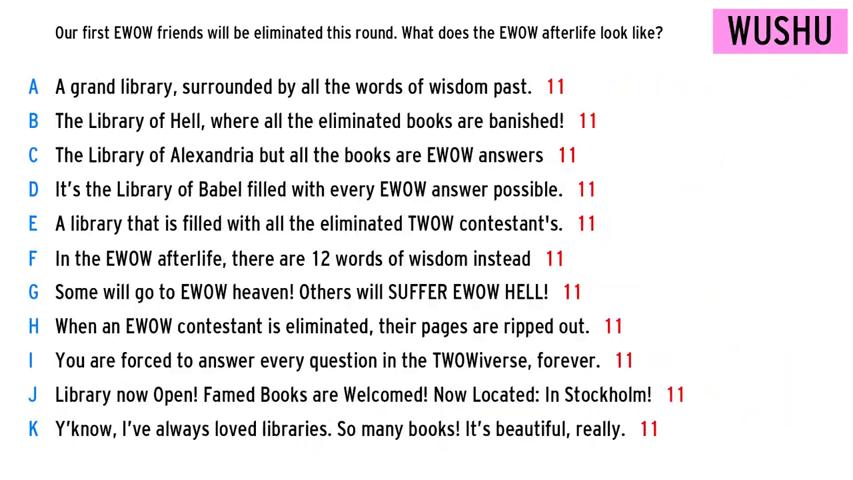 Our first EWOW friends will be eliminated this round. What does the EWOW afterlife look like?
WUSHU
A A grand library, surrounded by all the words of wisdom past. 11
B The Library of Hell, where all the eliminated books are banished! 11
C The Library of Alexandria but all the books are EWOW answers 11
D It's the Library of Babel filled with every EWOW answer possible. 11
E A library that is filled with all the eliminated TWOW contestant's. 11
F In the EWOW afterlife, there are 12 words of wisdom instead 11
G Some will go to EWOW heaven! Others will SUFFER EWOW HELL! 11
H When an EWOW contestant is eliminated, their pages are ripped out. 11
I You are forced to answer every question in the TWOWiverse, forever. 11
J Library now Open! Famed Books are Welcomed! Now Located: In Stockholm! 11
K Y'know, I've always loved libraries. So many books! It's beautiful, really. 11